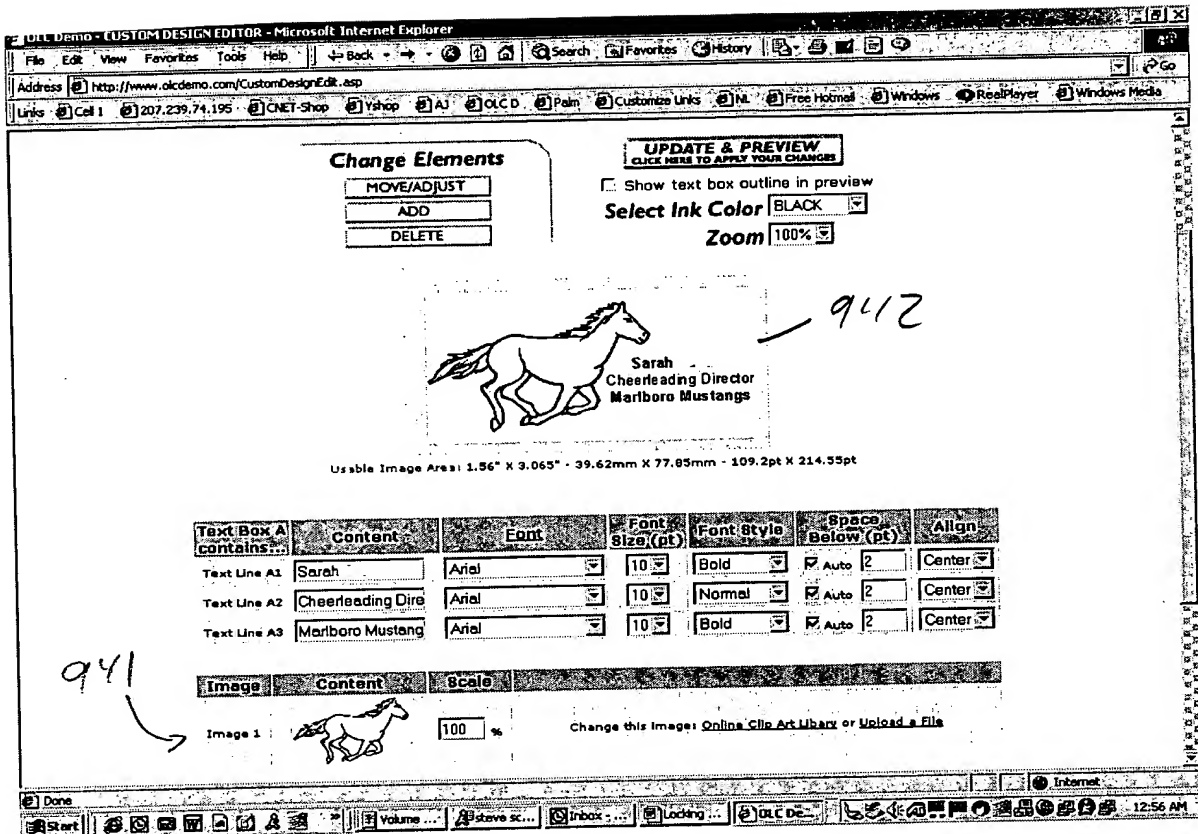 OLC Demo - CUSTOM DESIGN EDITOR - Microsoft Internet Explorer
File Edit View Favorites Tools Help Back Search Favorites History
Address http://www.olcdemo.com/CustomDesignEdit.asp Go
Links Cell 1 207.239.74.195 CNET-Shop Yshop AJ OLC D Palm Customize Links NL Free Hotmail Windows RealPlayer Windows Media
Change Elements
MOVE/ADJUST
ADD
DELETE
UPDATE & PREVIEW
CLICK HERE TO APPLY YOUR CHANGES
Show text box outline in preview
Select Ink Color BLACK
Zoom 100%
942
Sarah
Cheerleading Director
Marlboro Mustangs
Usable Image Area: 1.56" X 3.065" - 39.62mm X 77.85mm - 109.2pt X 214.55pt
Text Box A contains... Content Font Font Size (pt) Font Style Space Below (pt) Align
Text Line A1 Sarah Arial 10 Bold Auto 2 Center
Text Line A2 Cheerleading Dire Arial 10 Normal Auto 2 Center
Text Line A3 Marlboro Mustang Arial 10 Bold Auto 2 Center
941
Image Content Scale
Image 1 100 % Change this image: Online Clip Art Libary or Upload a File
Done Internet
Start Volume ... steve sc... Inbox - ... Locking ... OLC De... 12:56 AM